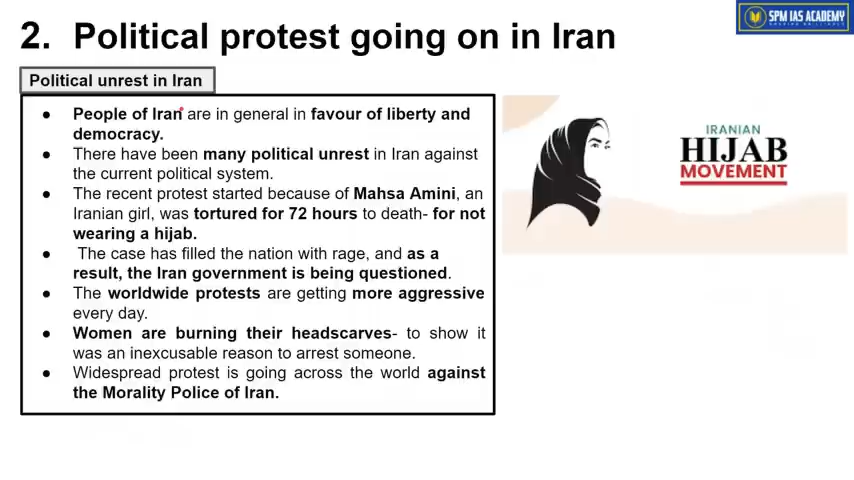 SPM IAS ACADEMY
2. Political protest going on in Iran
Political unrest in Iran
● People of Iran are in general in favour of liberty and
democracy.
● There have been many political unrest in Iran against
the current political system.
● The recent protest started because of Mahsa Amini, an
Iranian girl, was tortured for 72 hours to death- for not
wearing a hijab.
● The case has filled the nation with rage, and as a
result, the Iran government is being questioned.
● The worldwide protests are getting more aggressive
every day.
● Women are burning their headscarves- to show it
was an inexcusable reason to arrest someone.
● Widespread protest is going across the world against
the Morality Police of Iran.
IRANIAN
HIJAB
MOVEMENT